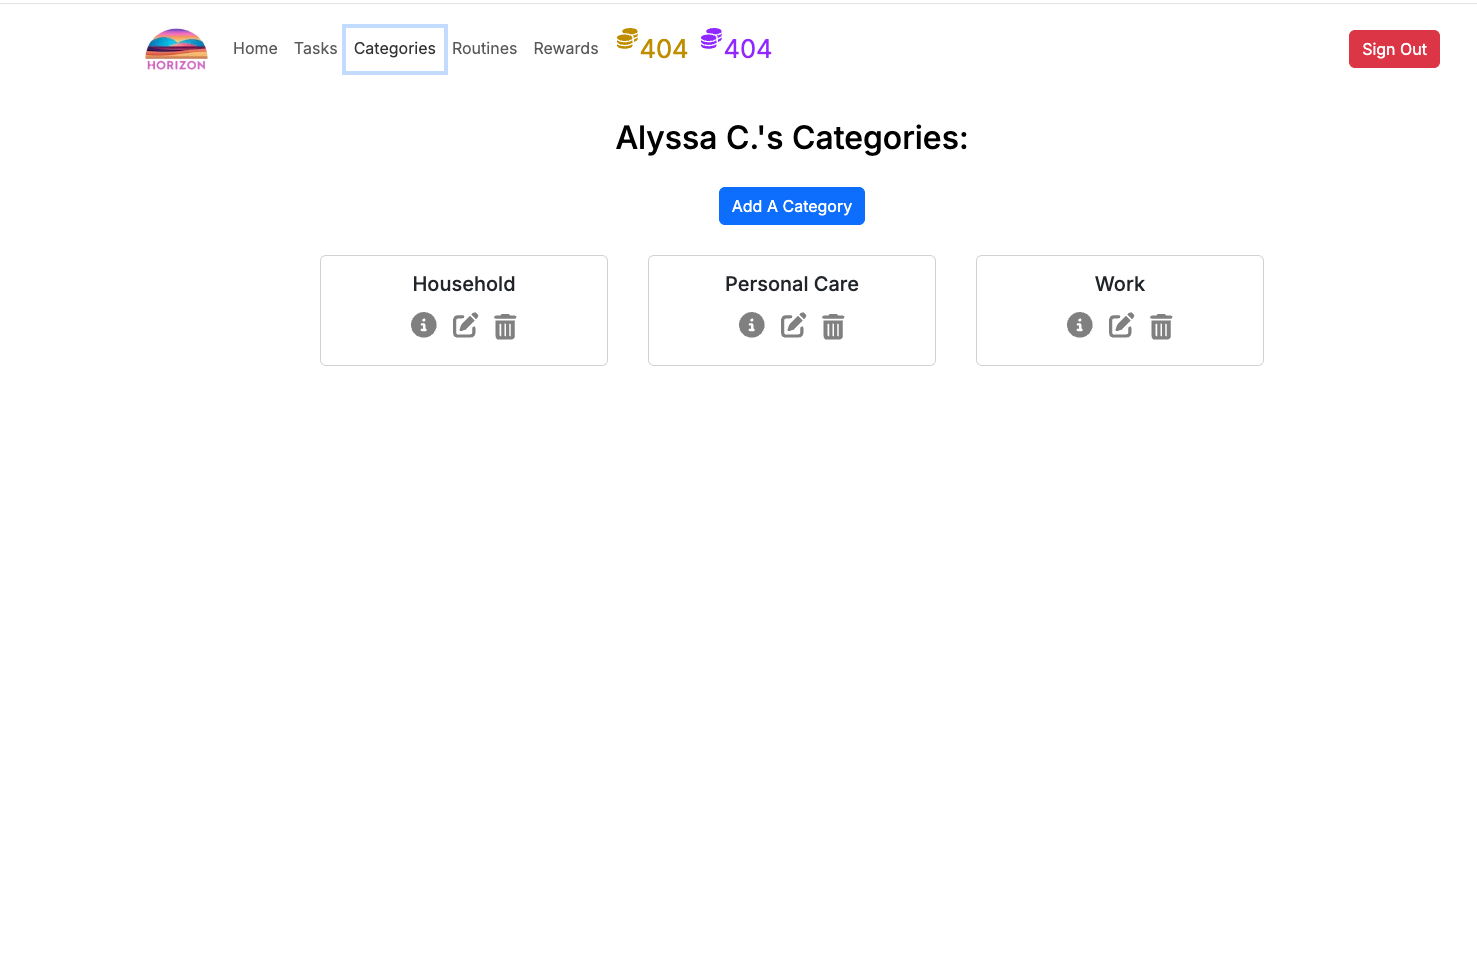 HORIZON
Home Tasks Categories Routines Rewards 404 404 Sign Out
Alyssa C.'s Categories:
Add A Category
Household Personal Care Work